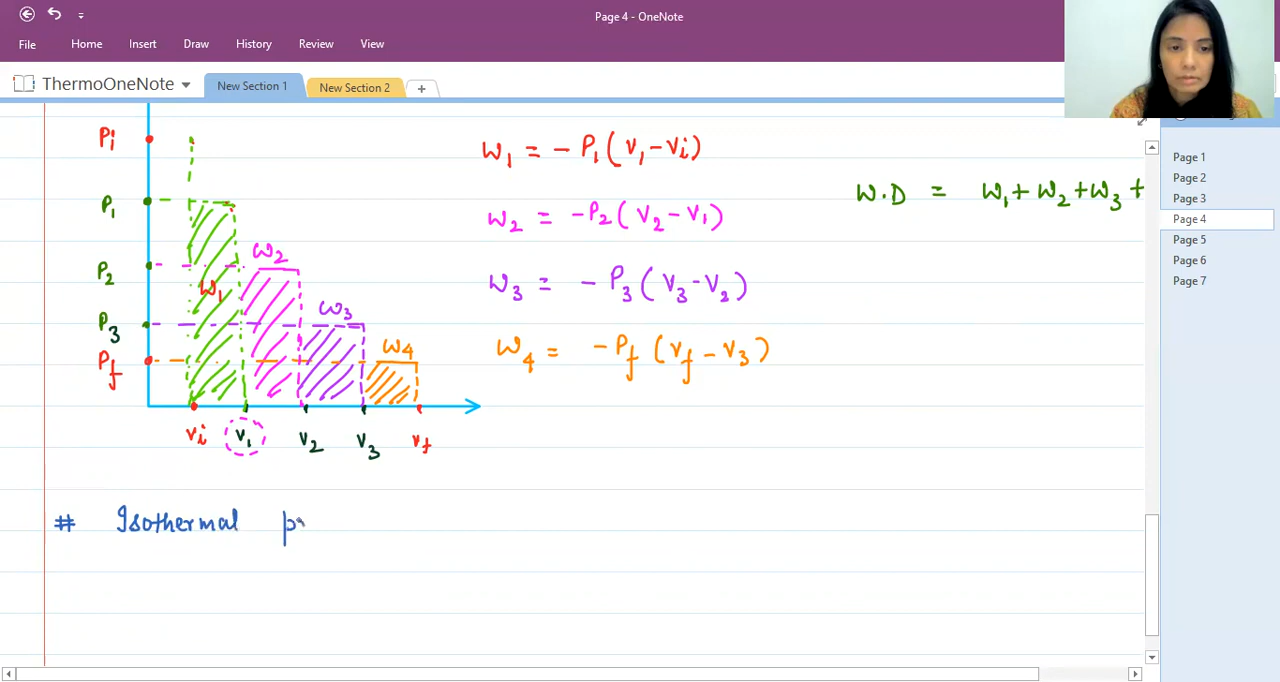 Page 4 - OneNote
File Home Insert Draw History Review View
ThermoOneNote New Section 1 New Section 2 +
Page 1
Page 2
Page 3
Page 4
Page 5
Page 6
Page 7
Pi
P1
P2
P3
Pf
W1
W2
W3
W4
Vi V1 V2 V3 Vf
W1 = - P1 (V1 - Vi)
W2 = - P2 (V2 - V1)
W3 = - P3 (V3 - V2)
W4 = - Pf (Vf - V3)
W.D = W1 + W2 + W3 +
# Isothermal p